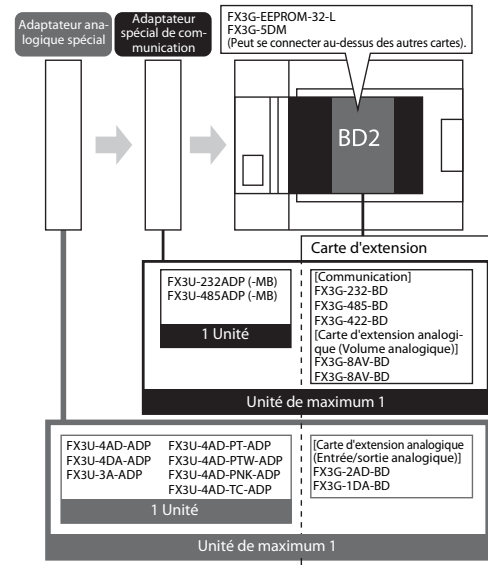 Adaptateur ana-
logique spécial
Adaptateur
spécial de com-
munication
FX3G-EEPROM-32-L
FX3G-5DM
(Peut se connecter au-dessus des autres cartes).
BD2
Carte d'extension
FX3U-232ADP (-MB)
FX3U-485ADP (-MB)
1 Unité
[Communication]
FX3G-232-BD
FX3G-485-BD
FX3G-422-BD
[Carte d'extension analogi-
que (Volume analogique)]
FX3G-8AV-BD
FX3G-8AV-BD
Unité de maximum 1
FX3U-4AD-ADP
FX3U-4DA-ADP
FX3U-3A-ADP
FX3U-4AD-PT-ADP
FX3U-4AD-PTW-ADP
FX3U-4AD-PNK-ADP
FX3U-4AD-TC-ADP
1 Unité
[Carte d'extension analogique
(Entrée/sortie analogique)]
FX3G-2AD-BD
FX3G-1DA-BD
Unité de maximum 1